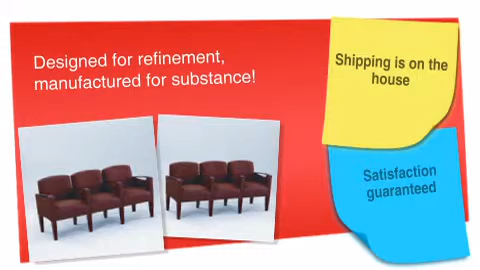 Designed for refinement,
manufactured for substance!
Shipping is on the
house
Satisfaction
guaranteed